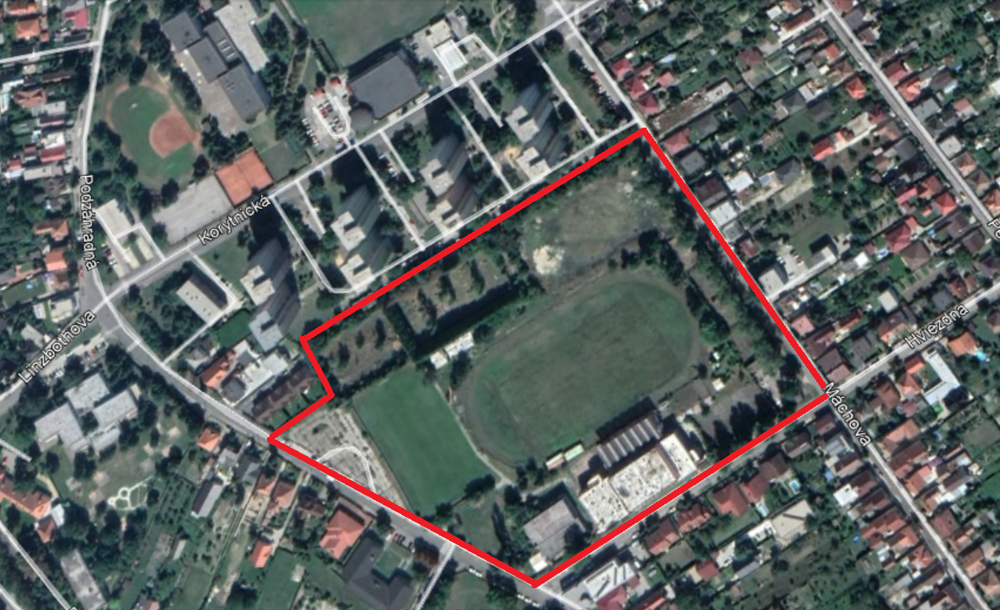 Podzáhradná
Korytnická
Linzbothova
Hviezdna
Máchova